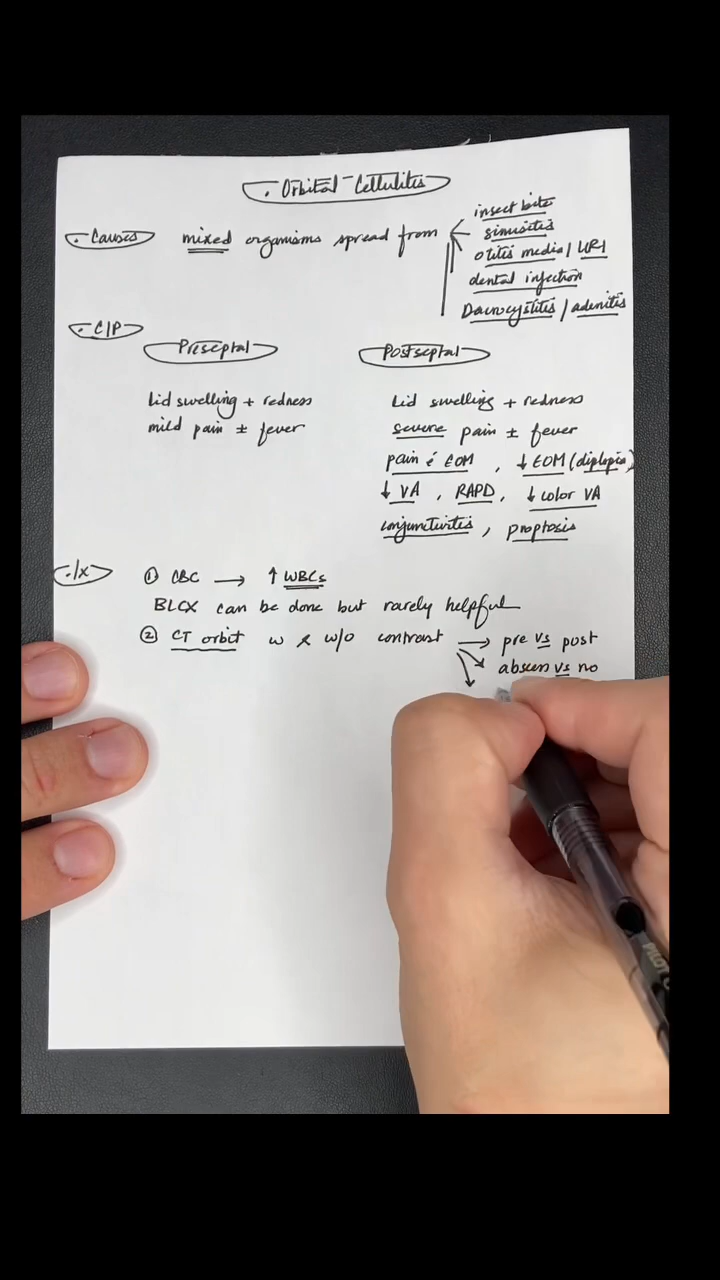 . Orbital Cellulitis
. Causes mixed organisms spread from
insect bite
sinusitis
otitis media / URI
dental infection
Dacrocystitis / adenitis
. C/P
Preseptal
Lid swelling + redness
mild pain ± fever
Postseptal
Lid swelling + redness
severe pain ± fever
pain c̄ EOM , ↓ EOM (diplopia)
↓ VA , RAPD , ↓ color VA
conjunctivitis , proptosis
. Ix ① CBC → ↑ WBCs
BLCX can be done but rarely helpful
② CT orbit w & w/o contrast → pre vs post
abscess vs no
PILOT